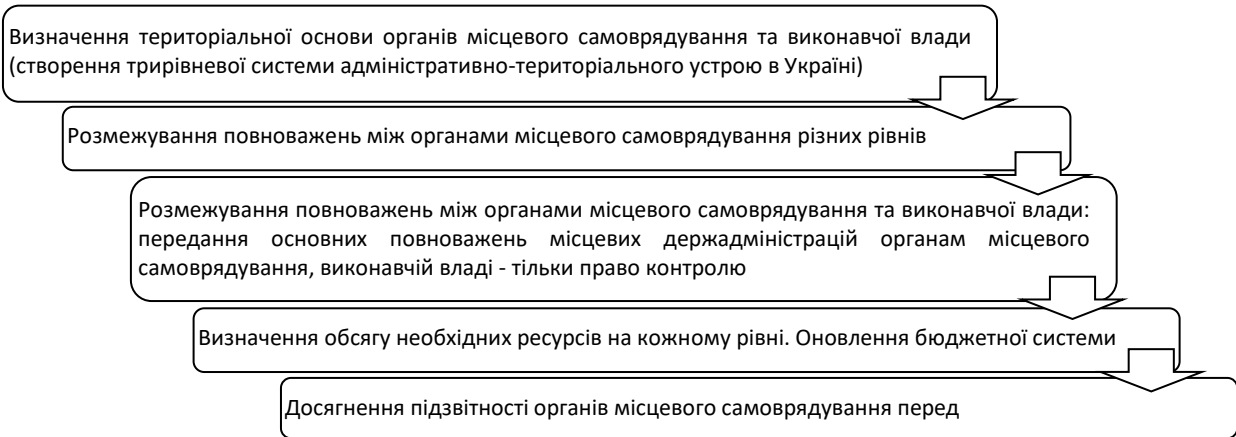 Визначення територіальної основи органів місцевого самоврядування та виконавчої влади
(створення трирівневої системи адміністративно-територіального устрою в Україні)
Розмежування повноважень між органами місцевого самоврядування різних рівнів
Розмежування повноважень між органами місцевого самоврядування та виконавчої влади:
передання основних повноважень місцевих держадміністрацій органам місцевого
самоврядування, виконавчій владі - тільки право контролю
Визначення обсягу необхідних ресурсів на кожному рівні. Оновлення бюджетної системи
Досягнення підзвітності органів місцевого самоврядування перед